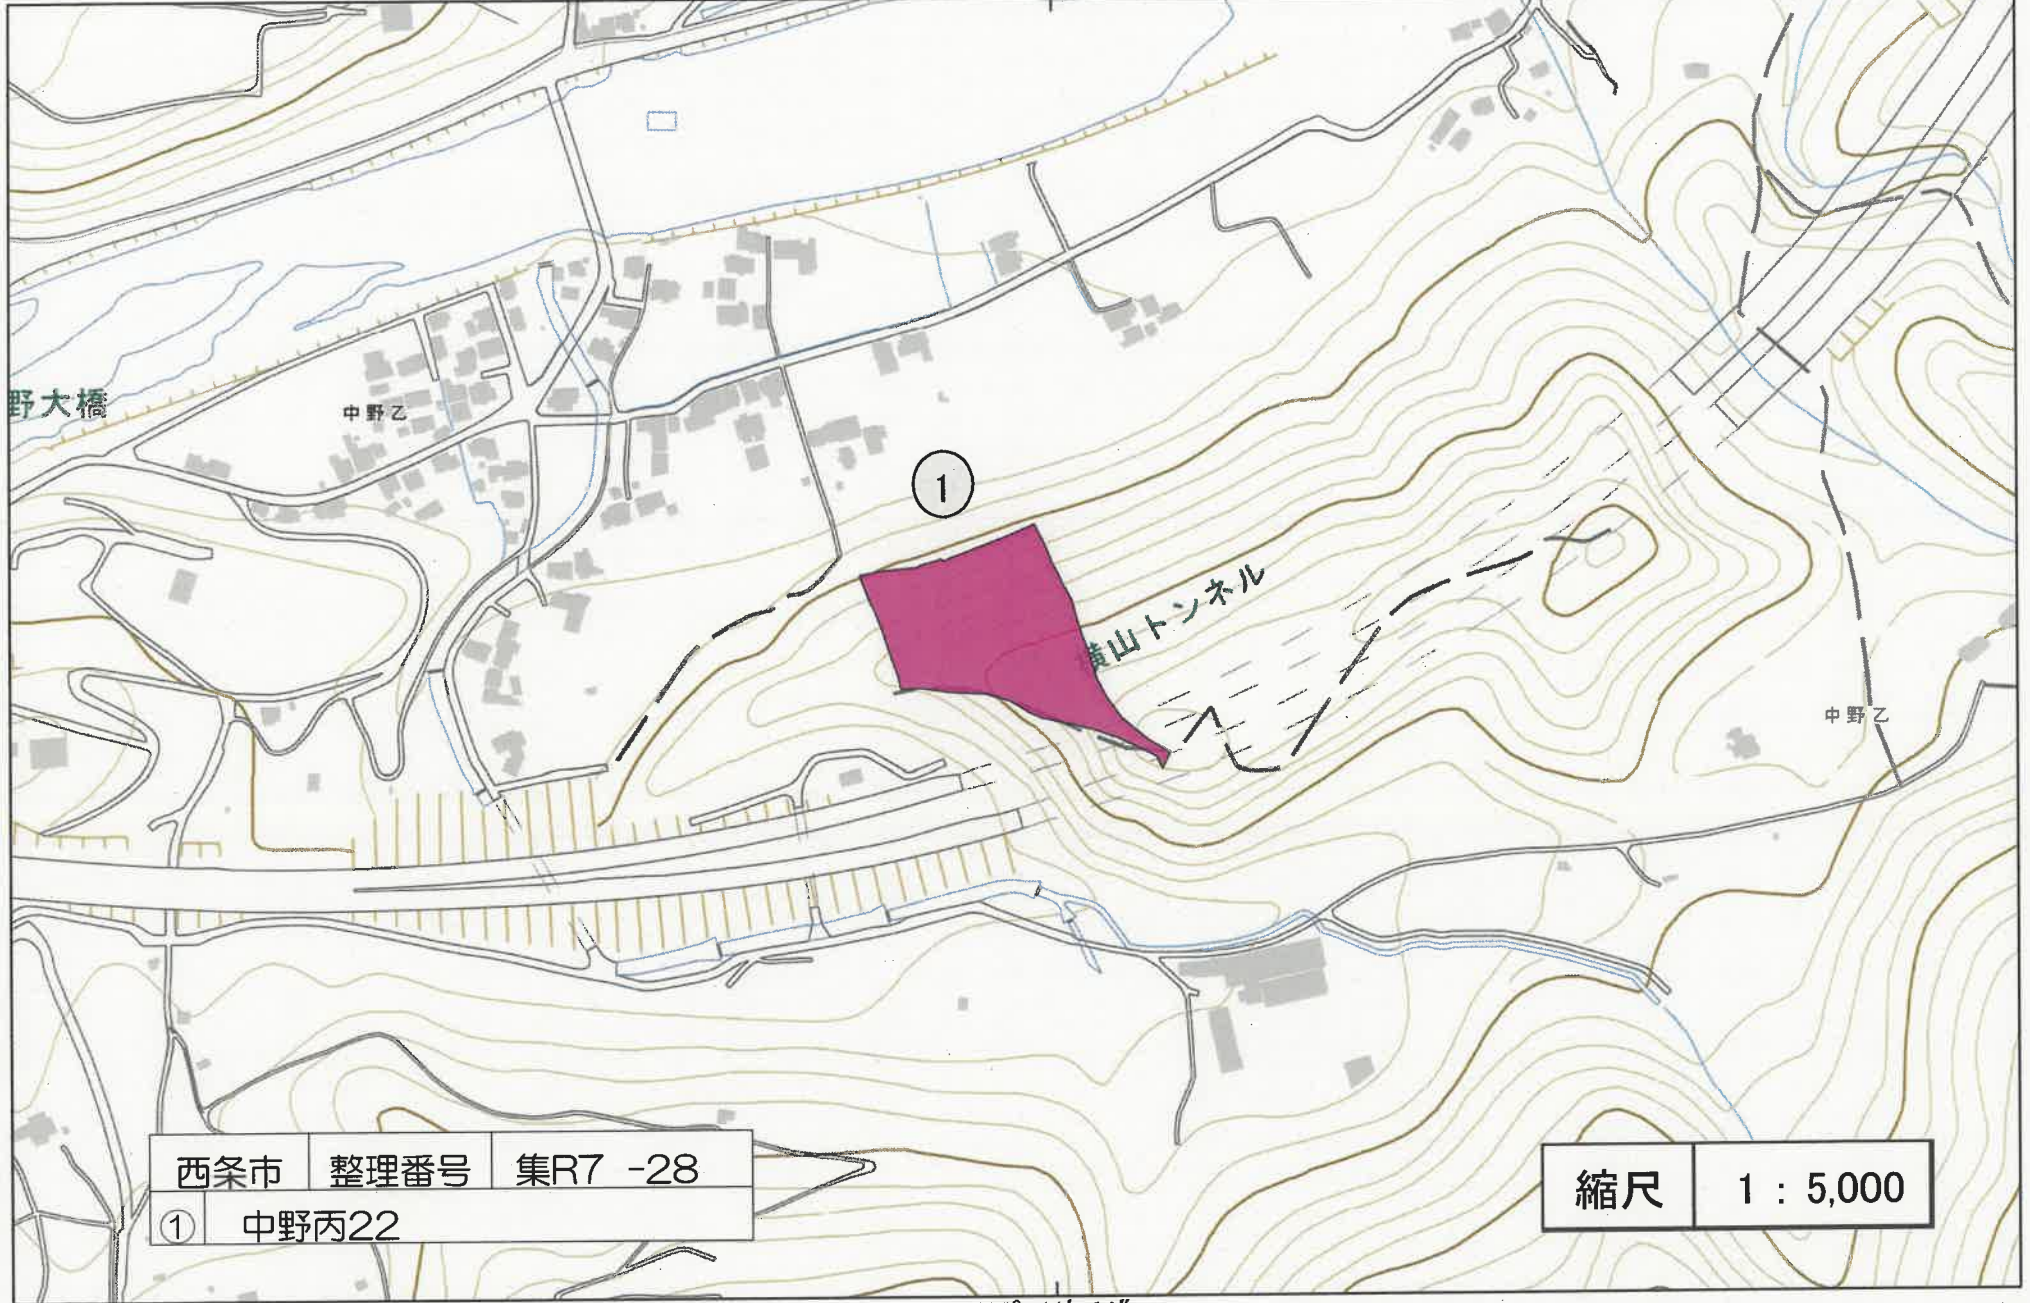 野大橋
中野乙
1
横山トンネル
中野乙
西条市 整理番号 集R7 -28
① 中野丙22
縮尺 1 : 5,000